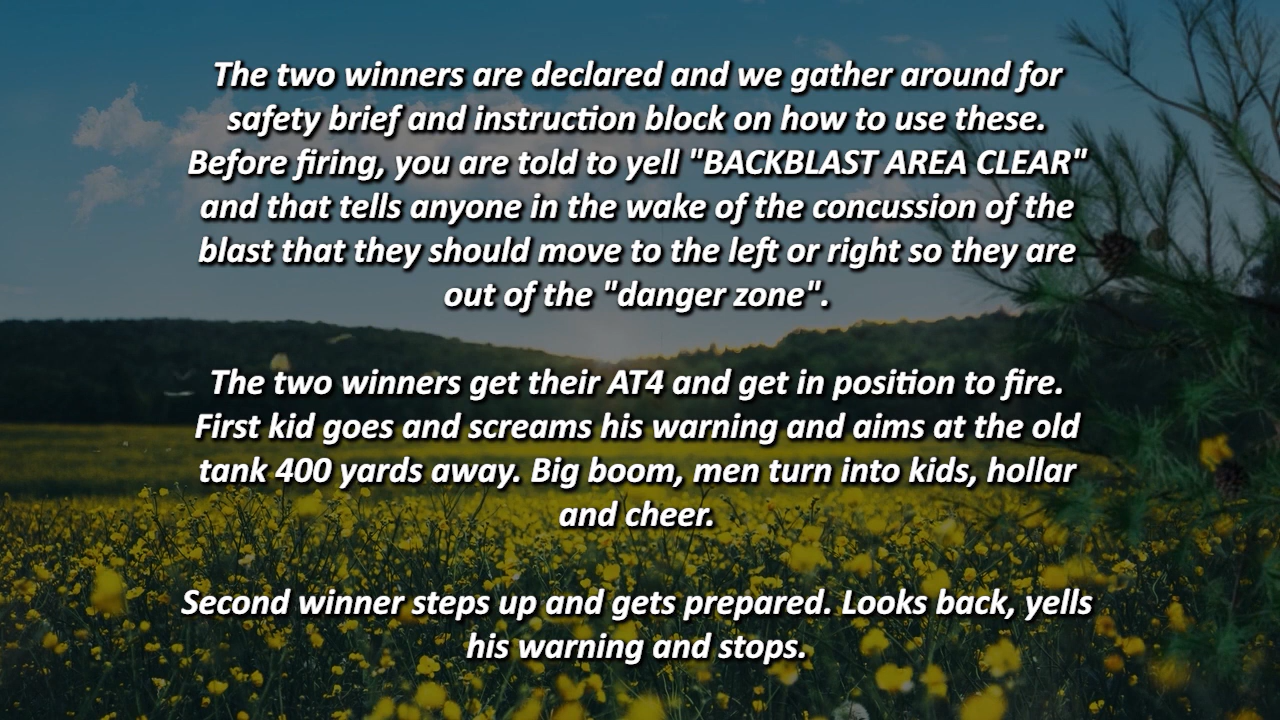 The two winners are declared and we gather around for
safety brief and instruction block on how to use these.
Before firing, you are told to yell "BACKBLAST AREA CLEAR"
and that tells anyone in the wake of the concussion of the
blast that they should move to the left or right so they are
out of the "danger zone".
The two winners get their AT4 and get in position to fire.
First kid goes and screams his warning and aims at the old
tank 400 yards away. Big boom, men turn into kids, hollar
and cheer.
Second winner steps up and gets prepared. Looks back, yells
his warning and stops.